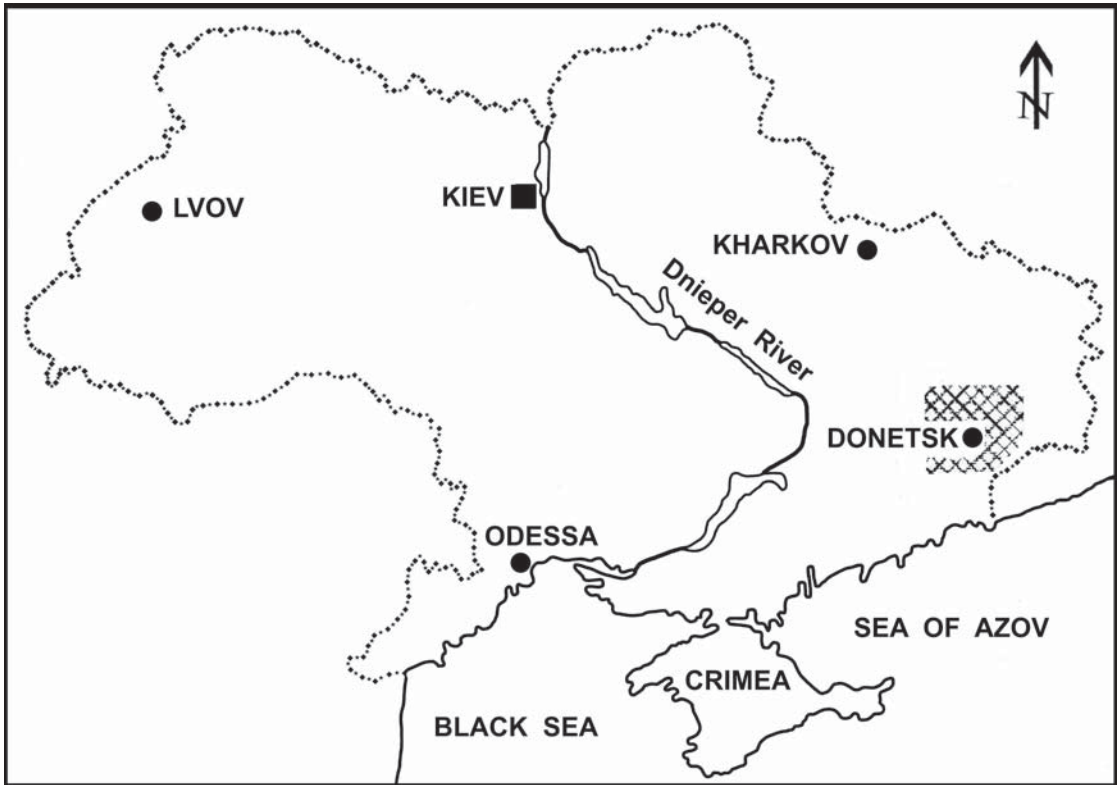 N
LVOV
KIEV
KHARKOV
Dnieper River
DONETSK
ODESSA
SEA OF AZOV
CRIMEA
BLACK SEA